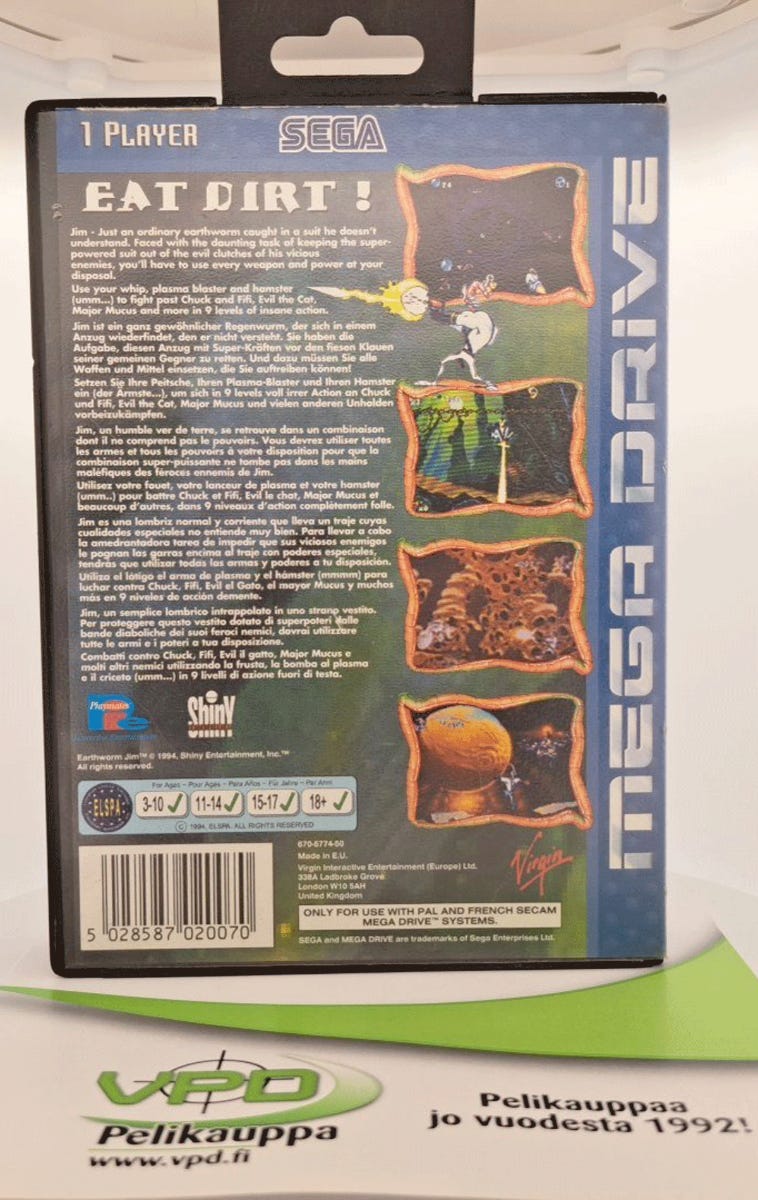 1 PLAYER
SEGA
EAT DIRT !
Jim - Just an ordinary earthworm caught in a suit he doesn't
understand. Faced with the daunting task of keeping the super-
powered suit out of the evil clutches of his vicious
enemies, you'll have to use every weapon and power at your
disposal.
Use your whip, plasma blaster and hamster
(umm...) to fight past Chuck and Fifi, Evil the Cat,
Major Mucus and more in 9 levels of insane action.
Jim ist ein ganz gewöhnlicher Regenwurm, der sich in einem
Anzug wiederfindet, den er nicht versteht. Sie haben die
Aufgabe, diesen Anzug mit Super-Kräften vor den fiesen Klauen
seiner gemeinen Gegner zu retten. Und dazu müssen Sie alle
Waffen und Mittel einsetzen, die Sie auftreiben können!
Setzen Sie Ihre Peitsche, Ihren Plasma-Blaster und Ihren Hamster
ein (der Ärmste...), um sich in 9 levels voll irrer Action an Chuck
und Fifi, Evil the Cat, Major Mucus und vielen anderen Unholden
vorbeizukämpfen.
Jim, un humble ver de terre, se retrouve dans un combinaison
dont il ne comprend pas le pouvoirs. Vous devrez utiliser toutes
les armes et tous les pouvoirs à votre disposition pour que la
combinaison super-puissante ne tombe pas dans les mains
maléfiques des féroces ennemis de Jim.
Utilisez votre fouet, votre lanceur de plasma et votre hamster
(umm..) pour battre Chuck et Fifi, Evil le chat, Major Mucus et
beaucoup d'autres, dans 9 niveaux d'action complètement folle.
Jim es una lombriz normal y corriente que lleva un traje cuyas
cualidades especiales no entiende muy bien. Para llevar a cabo
la amedrantadora tarea de impedir que sus viciosos enemigos
le pognan las garras encima al traje con poderes especiales,
tendrás que utilizar todas las armas y poderes a tu disposición.
Utiliza el látigo el arma de plasma y el hámster (mmmm) para
luchar contra Chuck, Fifi, Evil el Gato, el mayor Mucus y muchos
más en 9 niveles de acción demente.
Jim, un semplice lombrico intrappolato in uno strano vestito.
Per proteggere questo vestito dotato di superpoteri dalle
bande diaboliche dei suoi feroci nemici, dovrai utilizzare
tutte le armi e i poteri a tua disposizione.
Combatti contro Chuck, Fifi, Evil il gatto, Major Mucus e
molti altri nemici utilizzando la frusta, la bomba al plasma
e il criceto (umm...) in 9 livelli di azione fuori di testa.
MEGA DRIVE
Playmates
Shiny
Earthworm Jim™ © 1994, Shiny Entertainment, Inc.™
All rights reserved.
For Ages - Pour Ages - Para Años - Für Jahre - Per Anni
ELSPA
3-10 ✓ 11-14 ✓ 15-17 ✓ 18+ ✓
© 1994, ELSPA. ALL RIGHTS RESERVED
670-5774-50
Made in E.U.
Virgin Interactive Entertainment (Europe) Ltd.
338A Ladbroke Grove
London W10 5AH
United Kingdom
Virgin
ONLY FOR USE WITH PAL AND FRENCH SECAM
MEGA DRIVE™ SYSTEMS.
SEGA and MEGA DRIVE are trademarks of Sega Enterprises Ltd.
5 028587 020070
VPD
Pelikauppa
www.vpd.fi
Pelikauppaa
jo vuodesta 1992!